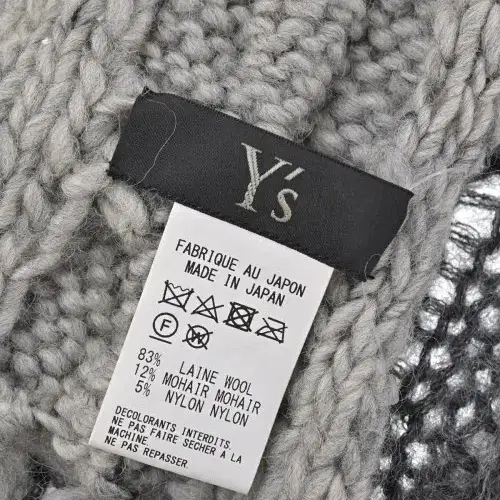 Y's
FABRIQUE AU JAPON
MADE IN JAPAN
F
83% LAINE WOOL
12% MOHAIR MOHAIR
5% NYLON NYLON
DECOLORANTS INTERDITS.
NE PAS FAIRE SECHER À LA
MACHINE.
NE PAS REPASSER.